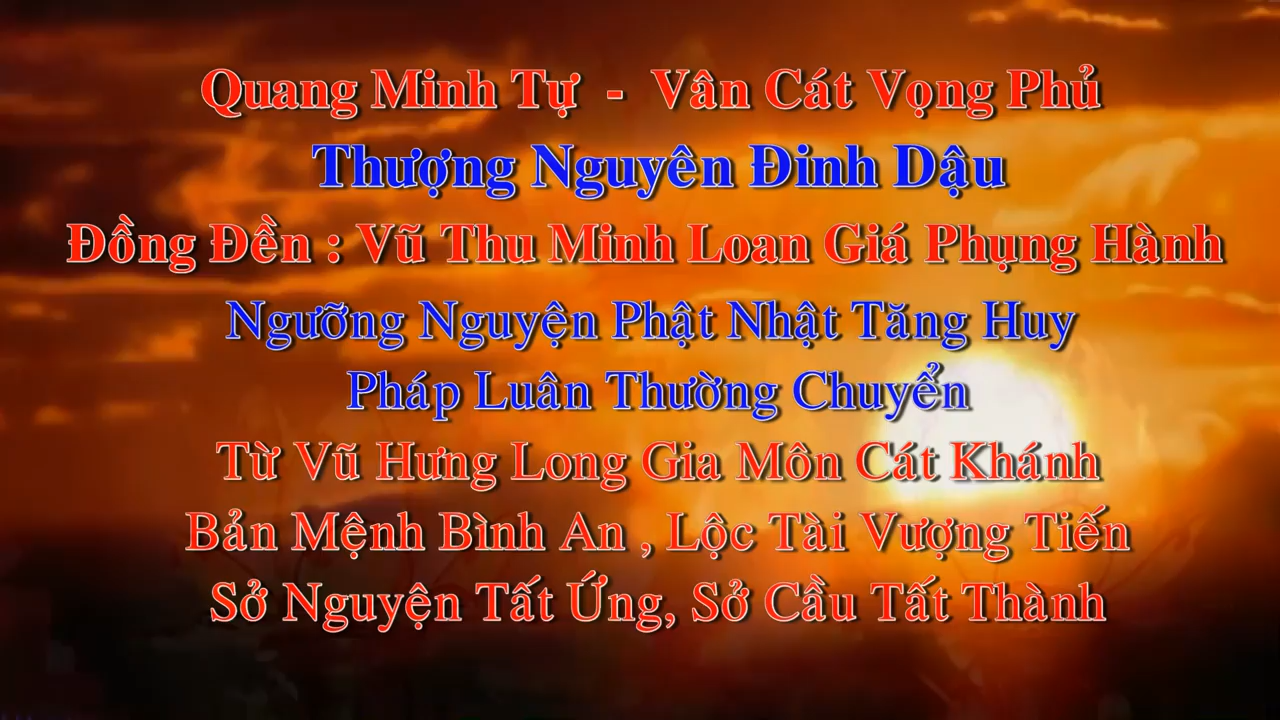 Quang Minh Tự - Vân Cát Vọng Phủ
Thượng Nguyên Đinh Dậu
Đồng Đền : Vũ Thu Minh Loan Giá Phụng Hành
Ngưỡng Nguyện Phật Nhật Tăng Huy
Pháp Luân Thường Chuyển
Từ Vũ Hưng Long Gia Môn Cát Khánh
Bản Mệnh Bình An , Lộc Tài Vượng Tiến
Sở Nguyện Tất Ứng, Sở Cầu Tất Thành